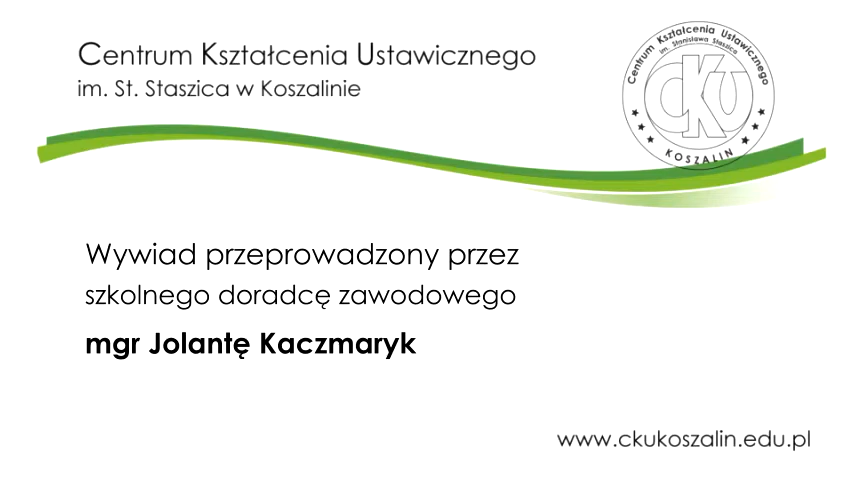 Centrum Kształcenia Ustawicznego
im. St. Staszica w Koszalinie
Centrum Kształcenia Ustawicznego
im. Stanisława Staszica
CKU
KOSZALIN
Wywiad przeprowadzony przez
szkolnego doradcę zawodowego
mgr Jolantę Kaczmaryk
www.ckukoszalin.edu.pl